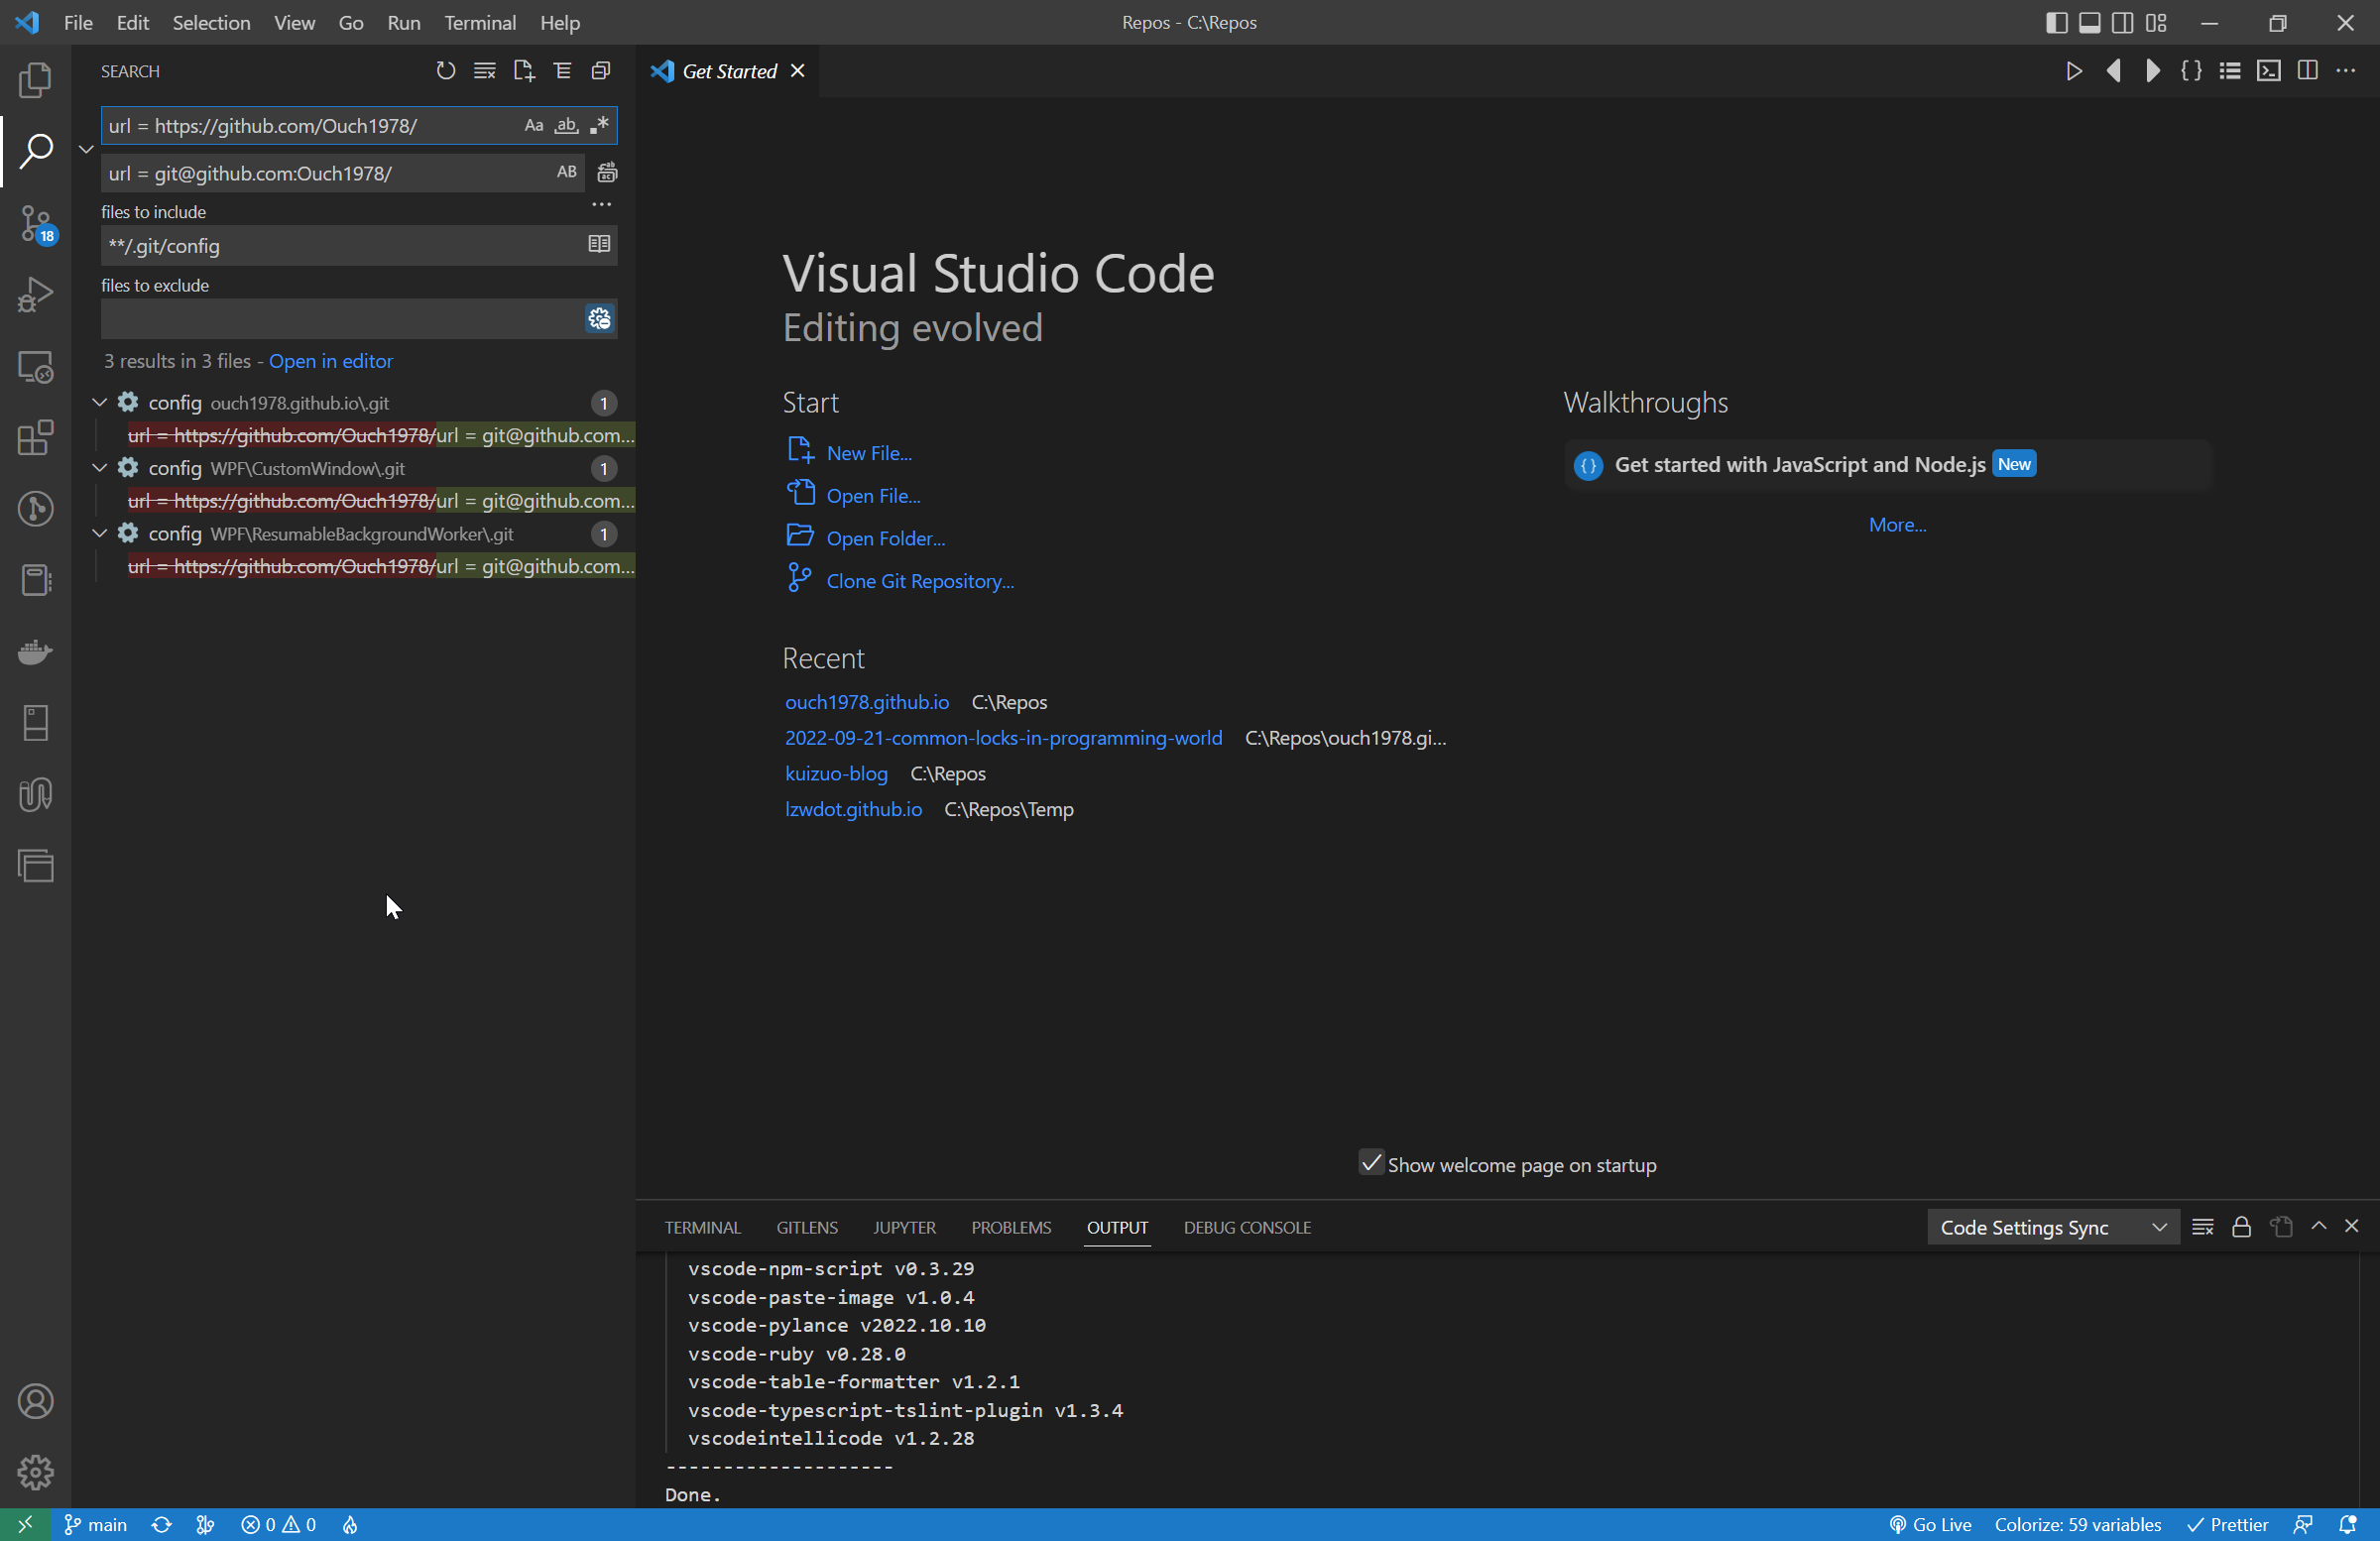 File Edit Selection View Go Run Terminal Help
Repos - C:\Repos
SEARCH
url = https://github.com/Ouch1978/
Aa ab
url = git@github.com:Ouch1978/
AB
files to include
**/.git/config
files to exclude
3 results in 3 files - Open in editor
config ouch1978.github.io\.git 1
url = https://github.com/Ouch1978/url = git@github.com...
config WPF\CustomWindow\.git 1
url = https://github.com/Ouch1978/url = git@github.com...
config WPF\ResumableBackgroundWorker\.git 1
url = https://github.com/Ouch1978/url = git@github.com...
18
Get Started
Visual Studio Code
Editing evolved
Start
New File...
Open File...
Open Folder...
Clone Git Repository...
Recent
ouch1978.github.io C:\Repos
2022-09-21-common-locks-in-programming-world C:\Repos\ouch1978.gi...
kuizuo-blog C:\Repos
lzwdot.github.io C:\Repos\Temp
Walkthroughs
Get started with JavaScript and Node.js New
More...
Show welcome page on startup
TERMINAL GITLENS JUPYTER PROBLEMS OUTPUT DEBUG CONSOLE
Code Settings Sync
vscode-npm-script v0.3.29
vscode-paste-image v1.0.4
vscode-pylance v2022.10.10
vscode-ruby v0.28.0
vscode-table-formatter v1.2.1
vscode-typescript-tslint-plugin v1.3.4
vscodeintellicode v1.2.28
--------------------
Done.
main 0 0
Go Live Colorize: 59 variables Prettier